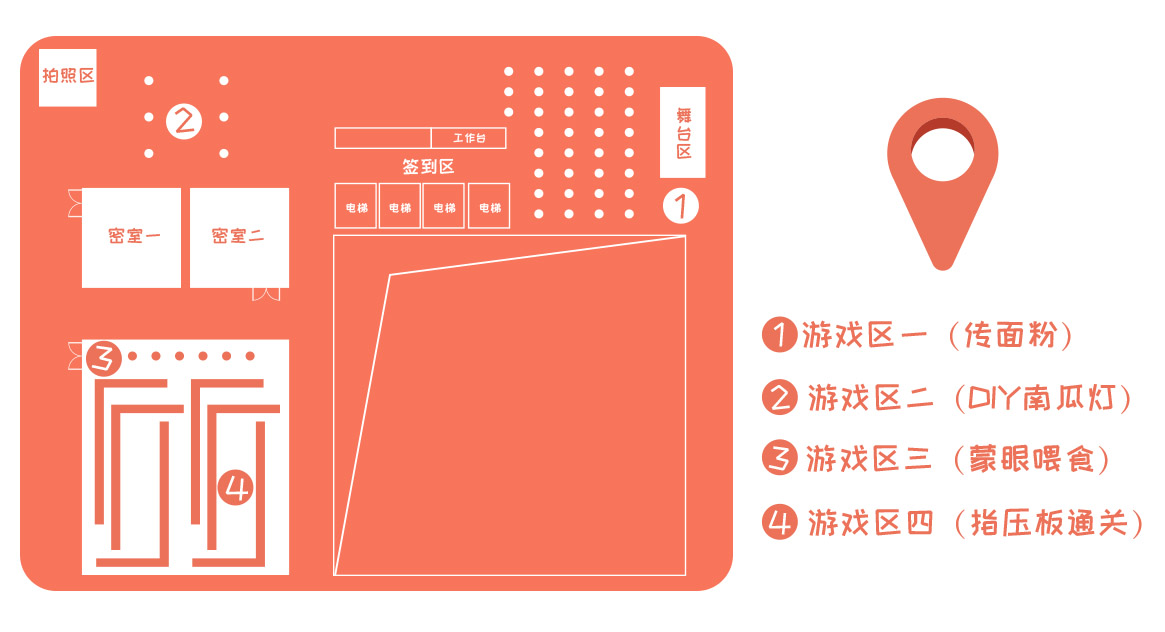 拍照区
2
工作台
签到区
电梯 电梯 电梯 电梯
舞台区
1
密室一 密室二
3
4
1 游戏区一（传面粉）
2 游戏区二（DIY南瓜灯）
3 游戏区三（蒙眼喂食）
4 游戏区四（指压板通关）